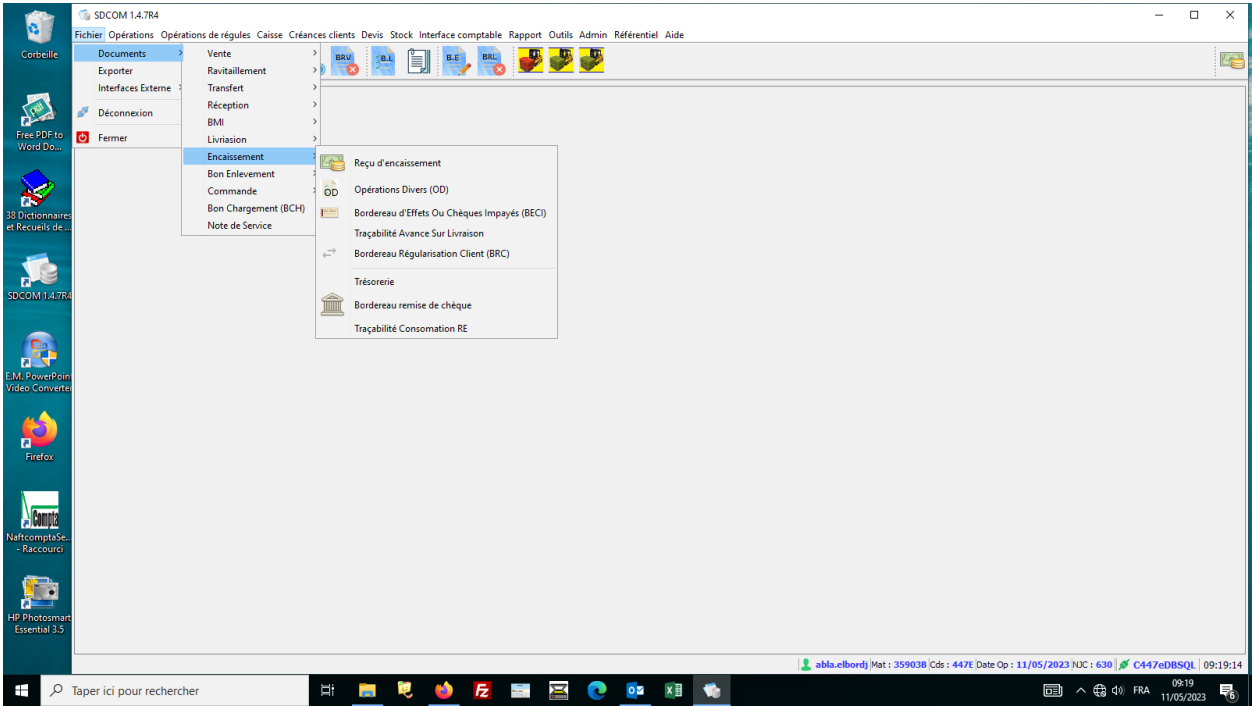 SDCOM 1.4.7R4
Fichier Opérations Opérations de régules Caisse Créances clients Devis Stock Interface comptable Rapport Outils Admin Référentiel Aide
Corbeille
Free PDF to
Word Do...
38 Dictionnaires
et Recueils de ...
SDCOM 1.4.7R4
E.M. PowerPoin
Video Converter
Firefox
Compta
NaftcomptaSe...
- Raccourci
HP Photosmart
Essential 3.5
Documents
Exporter
Interfaces Externe
Déconnexion
Fermer
Vente
Ravitaillement
Transfert
Réception
BMI
Livriasion
Encaissement
Bon Enlevement
Commande
Bon Chargement (BCH)
Note de Service
BRV
B.L
B.E
BRL
Reçu d'encaissement
OD Opérations Divers (OD)
Bordereau d'Effets Ou Chèques Impayés (BECI)
Traçabilité Avance Sur Livraison
Bordereau Régularisation Client (BRC)
Trésorerie
Bordereau remise de chèque
Traçabilité Consomation RE
abla.elbordj Mat : 35903B Cds : 447E Date Op : 11/05/2023 NJC : 630 C447eDBSQL 09:19:14
Taper ici pour rechercher
FRA
09:19
11/05/2023
6